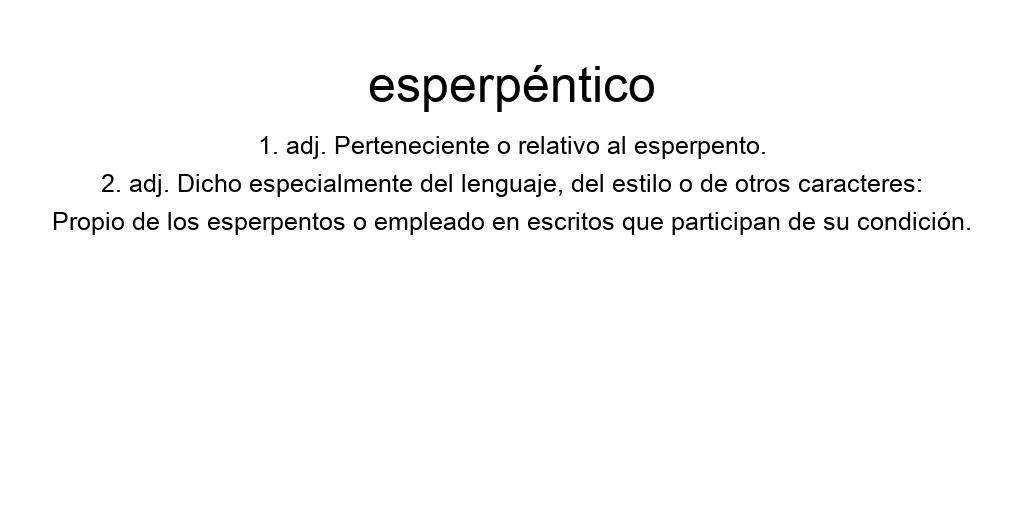 esperpéntico
1. adj. Perteneciente o relativo al esperpento.
2. adj. Dicho especialmente del lenguaje, del estilo o de otros caracteres:
Propio de los esperpentos o empleado en escritos que participan de su condición.